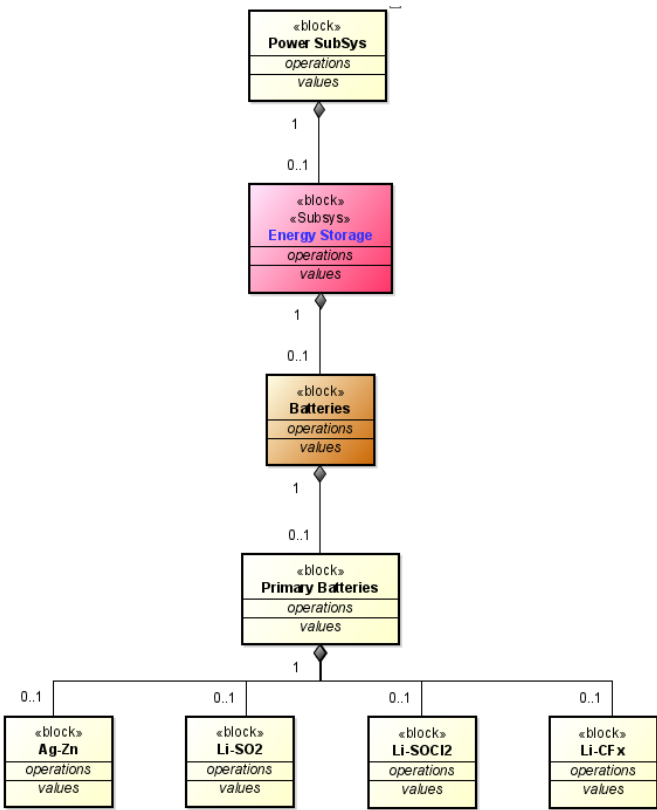 «block»
Power SubSys
operations
values
1
0..1
«block»
«Subsys»
Energy Storage
operations
values
1
0..1
«block»
Batteries
operations
values
1
0..1
«block»
Primary Batteries
operations
values
1
0..1 0..1 0..1 0..1
«block» «block» «block» «block»
Ag-Zn Li-SO2 Li-SOCl2 Li-CFx
operations operations operations operations
values values values values